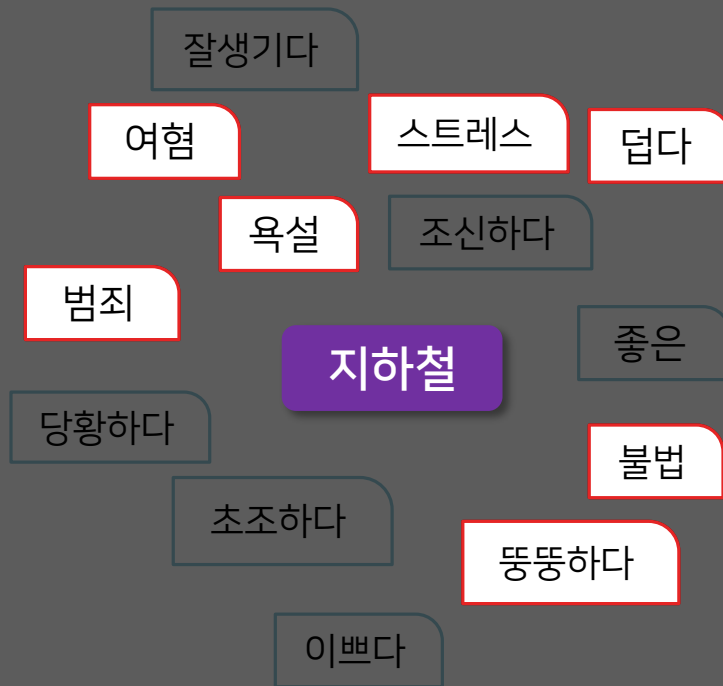 잘생기다
여혐
스트레스
덥다
욕설
조신하다
범죄
좋은
지하철
당황하다
불법
초조하다
뚱뚱하다
이쁘다